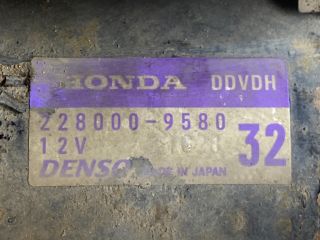 HONDA DDVDH
228000-9580
12V 32
DENSO MADE IN JAPAN